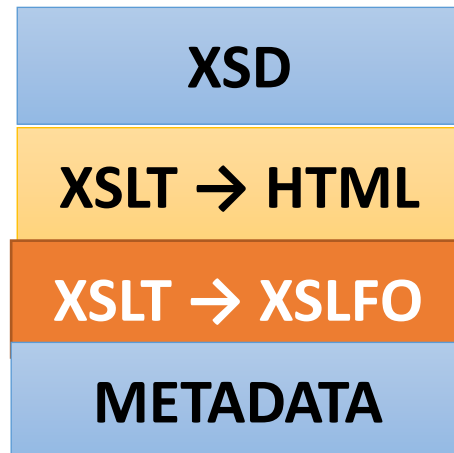 XSD
XSLT → HTML
XSLT → XSLFO
METADATA